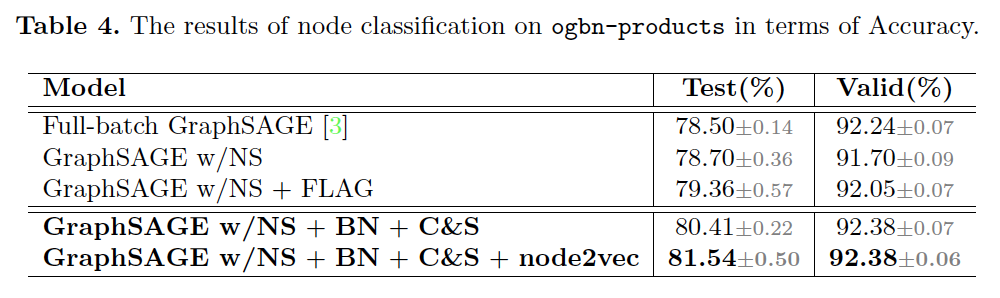 Table 4. The results of node classification on ogbn-products in terms of Accuracy.
Model Test(%) Valid(%)
Full-batch GraphSAGE [3] 78.50±0.14 92.24±0.07
GraphSAGE w/NS 78.70±0.36 91.70±0.09
GraphSAGE w/NS + FLAG 79.36±0.57 92.05±0.07
GraphSAGE w/NS + BN + C&S 80.41±0.22 92.38±0.07
GraphSAGE w/NS + BN + C&S + node2vec 81.54±0.50 92.38±0.06